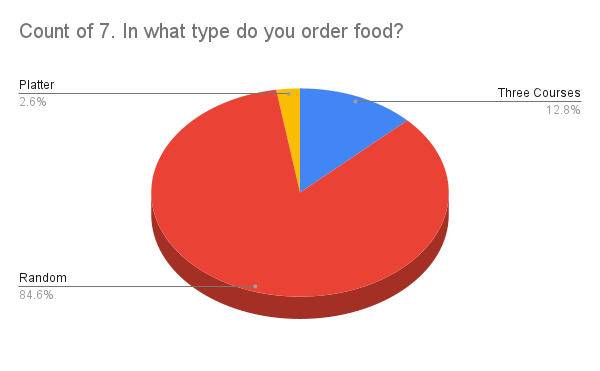 Count of 7. In what type do you order food?
Platter
2.6%
Three Courses
12.8%
Random
84.6%